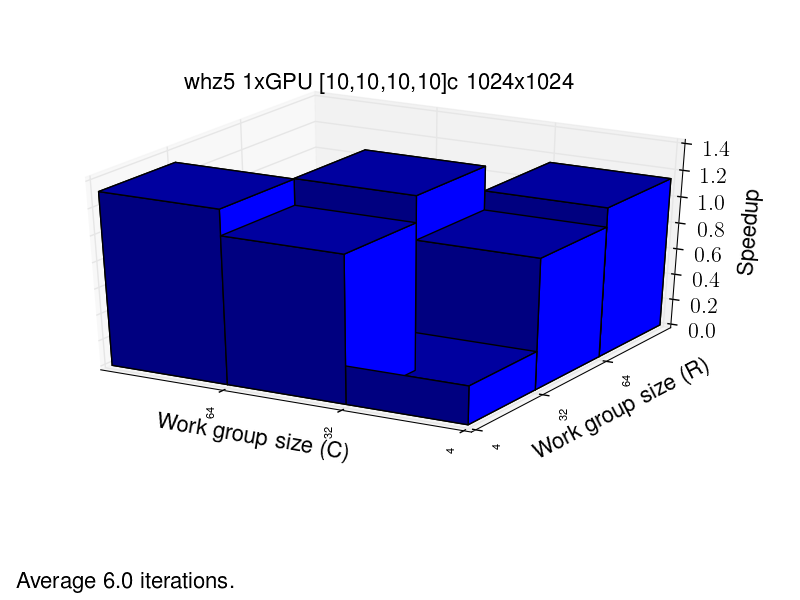 whz5 1xGPU [10,10,10,10]c 1024x1024
1.4
1.2
1.0
0.8
0.6
0.4
0.2
0.0
Speedup
64
32
4
Work group size (C)
4
32
64
Work group size (R)
Average 6.0 iterations.